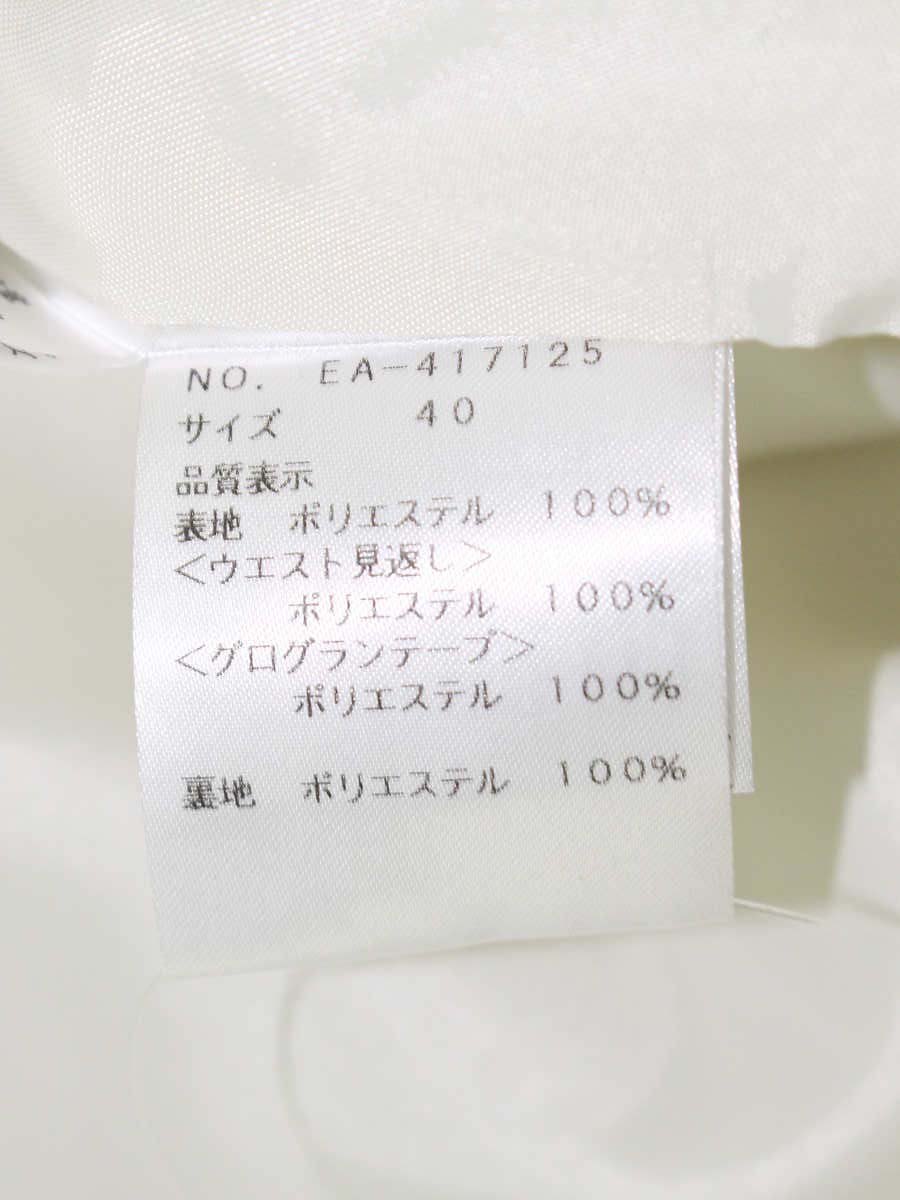 NO. EA-417125
サイズ 40
品質表示
表地 ポリエステル 100%
<ウエスト見返し>
ポリエステル 100%
<グログランテープ>
ポリエステル 100%
裏地 ポリエステル 100%